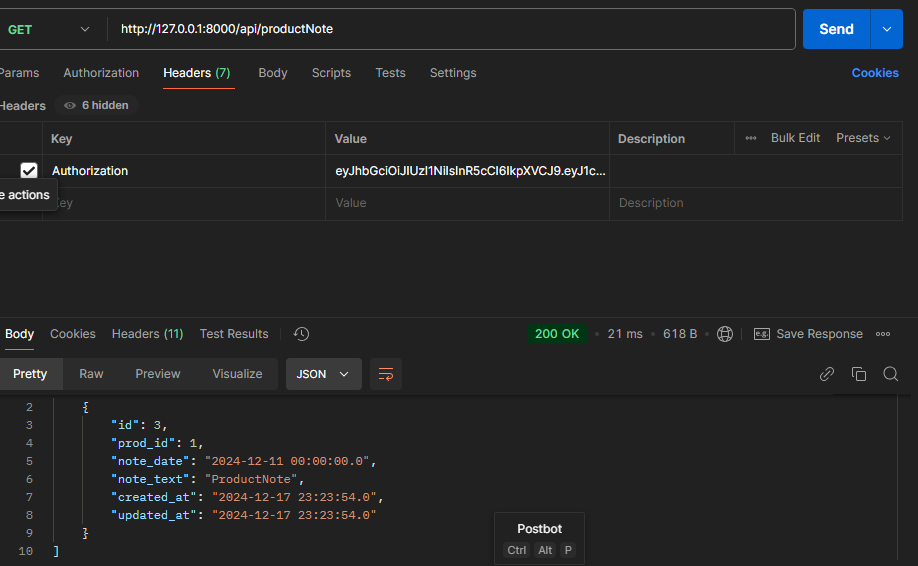 GET http://127.0.0.1:8000/api/productNote Send
Params Authorization Headers (7) Body Scripts Tests Settings Cookies
Headers 6 hidden
Key Value Description Bulk Edit Presets
Authorization eyJhbGciOiJIUzI1NiIsInR5cCI6IkpXVCJ9.eyJ1c...
e actions
Key Value Description
Body Cookies Headers (11) Test Results 200 OK 21 ms 618 B e.g. Save Response
Pretty Raw Preview Visualize JSON
2 {
3 "id": 3,
4 "prod_id": 1,
5 "note_date": "2024-12-11 00:00:00.0",
6 "note_text": "ProductNote",
7 "created_at": "2024-12-17 23:23:54.0",
8 "updated_at": "2024-12-17 23:23:54.0"
9 }
10 ]
Postbot
Ctrl Alt P